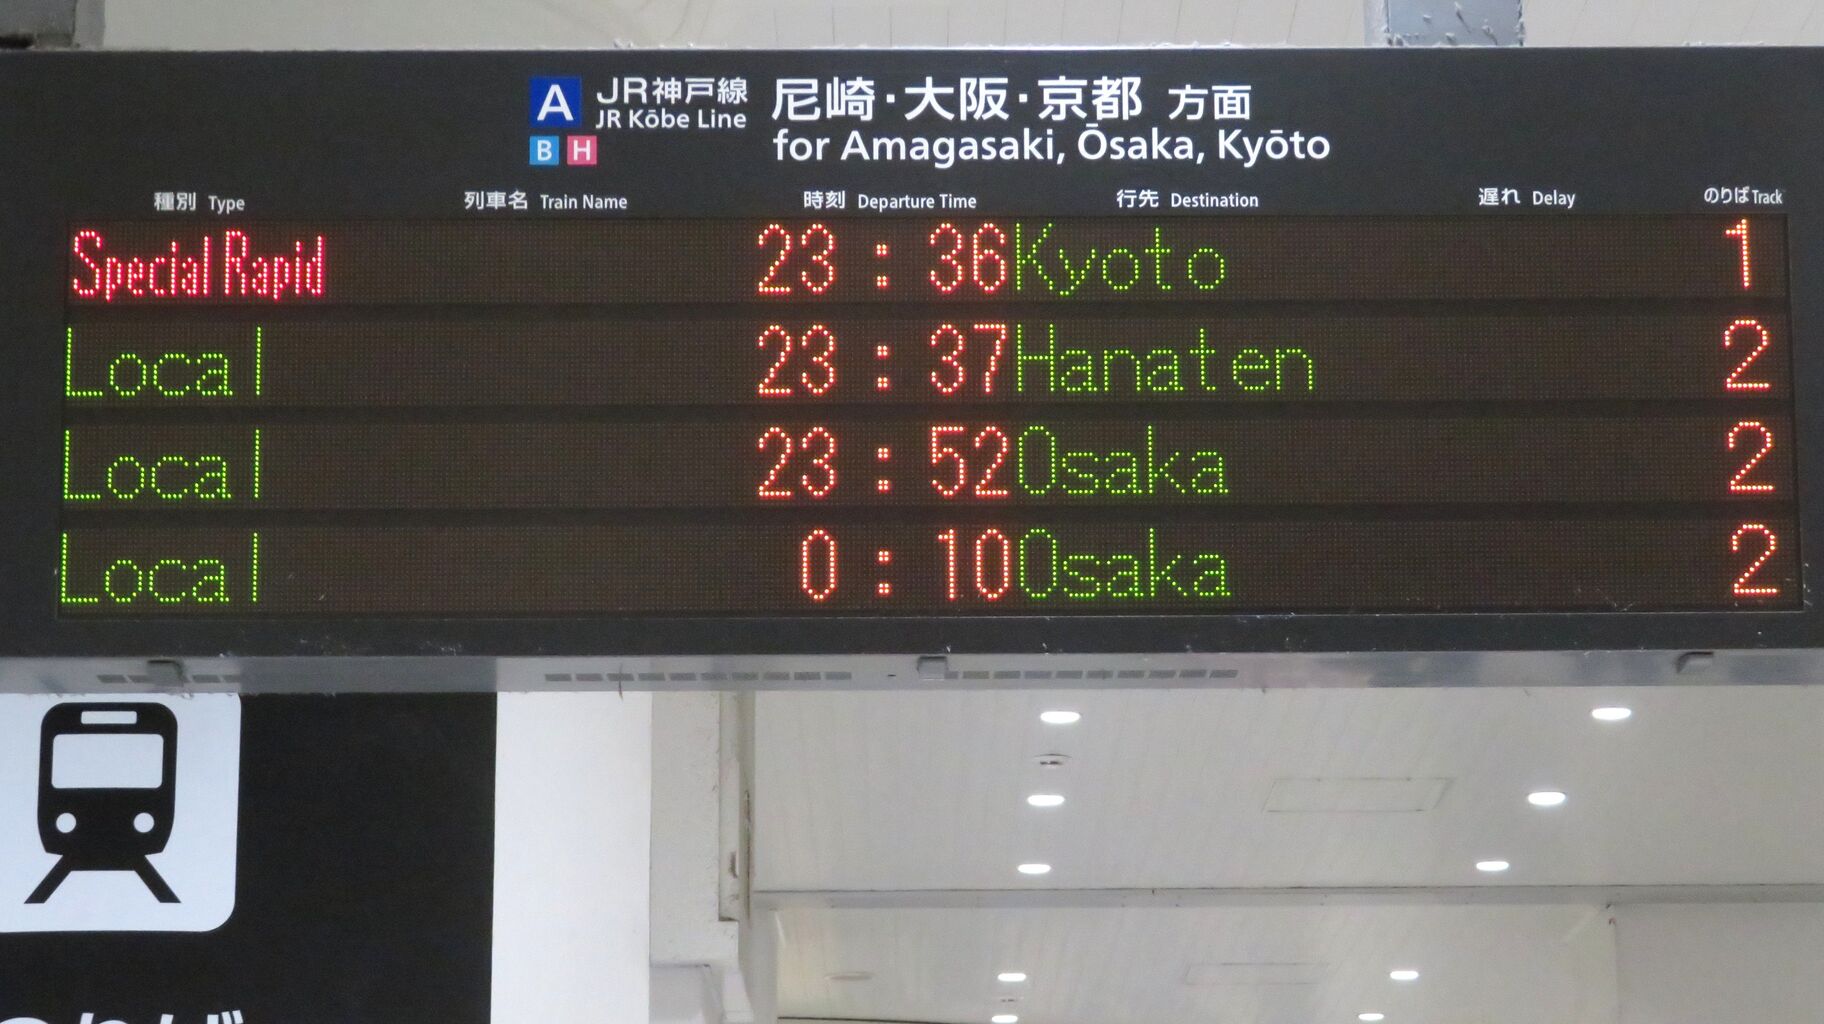 A JR神戸線 尼崎・大阪・京都 方面
JR Kōbe Line
B H for Amagasaki, Ōsaka, Kyōto
種別 Type 列車名 Train Name 時刻 Departure Time 行先 Destination 遅れ Delay のりば Track
Special Rapid 23:36 Kyoto 1
Local 23:37 Hanaten 2
Local 23:52 Osaka 2
Local 0:10 Osaka 2